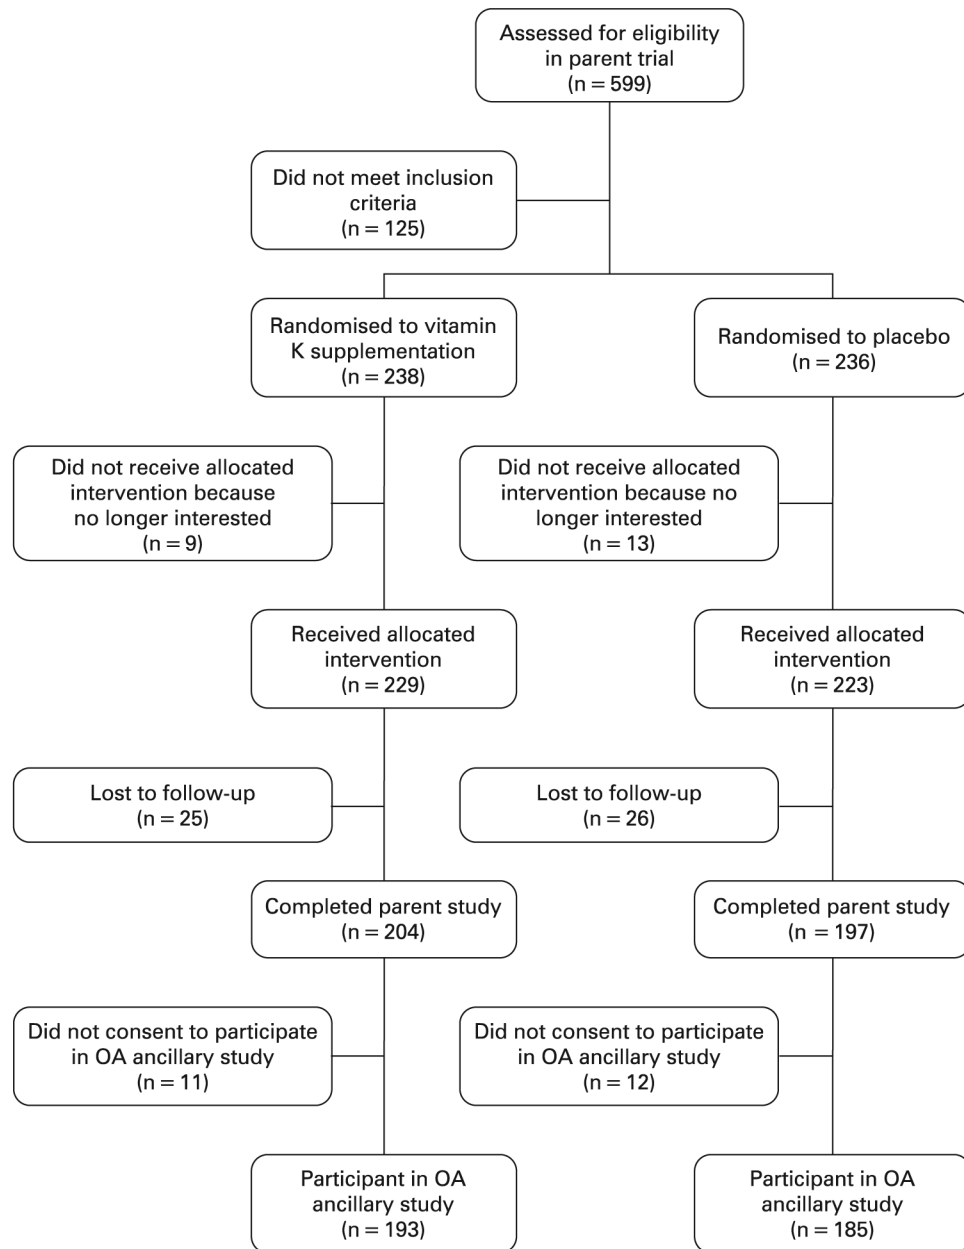 Assessed for eligibility
in parent trial
(n = 599)
Did not meet inclusion
criteria
(n = 125)
Randomised to vitamin
K supplementation
(n = 238)
Randomised to placebo
(n = 236)
Did not receive allocated
intervention because
no longer interested
(n = 9)
Did not receive allocated
intervention because no
longer interested
(n = 13)
Received allocated
intervention
(n = 229)
Received allocated
intervention
(n = 223)
Lost to follow-up
(n = 25)
Lost to follow-up
(n = 26)
Completed parent study
(n = 204)
Completed parent study
(n = 197)
Did not consent to participate
in OA ancillary study
(n = 11)
Did not consent to participate
in OA ancillary study
(n = 12)
Participant in OA
ancillary study
(n = 193)
Participant in OA
ancillary study
(n = 185)